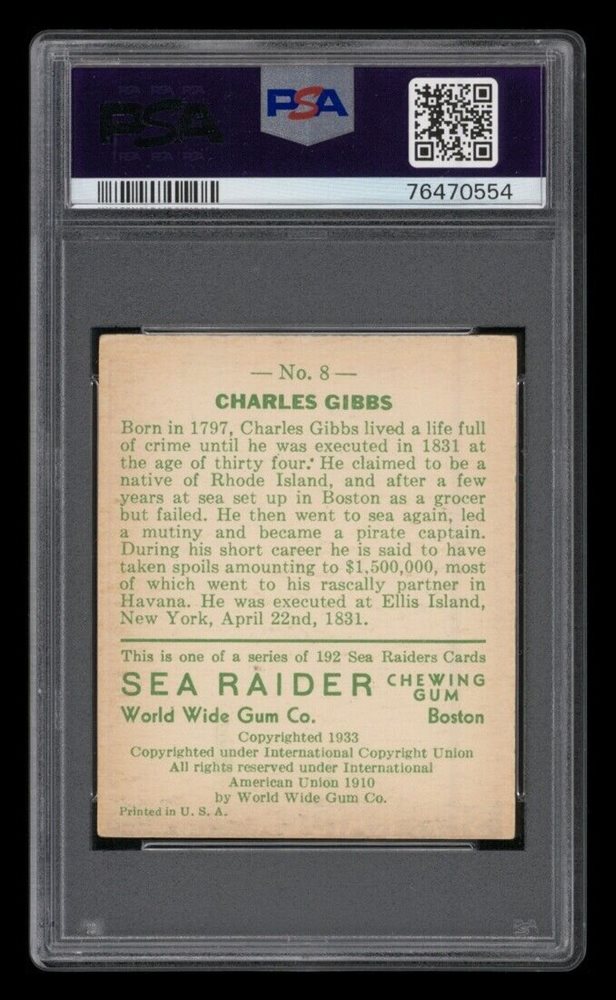 PSA PSA PSA
PSA
PSA PSA PSA
PSA
76470554
— No. 8 —
CHARLES GIBBS
Born in 1797, Charles Gibbs lived a life full
of crime until he was executed in 1831 at
the age of thirty four. He claimed to be a
native of Rhode Island, and after a few
years at sea set up in Boston as a grocer
but failed. He then went to sea again, led
a mutiny and became a pirate captain.
During his short career he is said to have
taken spoils amounting to $1,500,000, most
of which went to his rascally partner in
Havana. He was executed at Ellis Island,
New York, April 22nd, 1831.
This is one of a series of 192 Sea Raiders Cards
SEA RAIDER CHEWING GUM
World Wide Gum Co. Boston
Copyrighted 1933
Copyrighted under International Copyright Union
All rights reserved under International
American Union 1910
by World Wide Gum Co.
Printed in U. S. A.